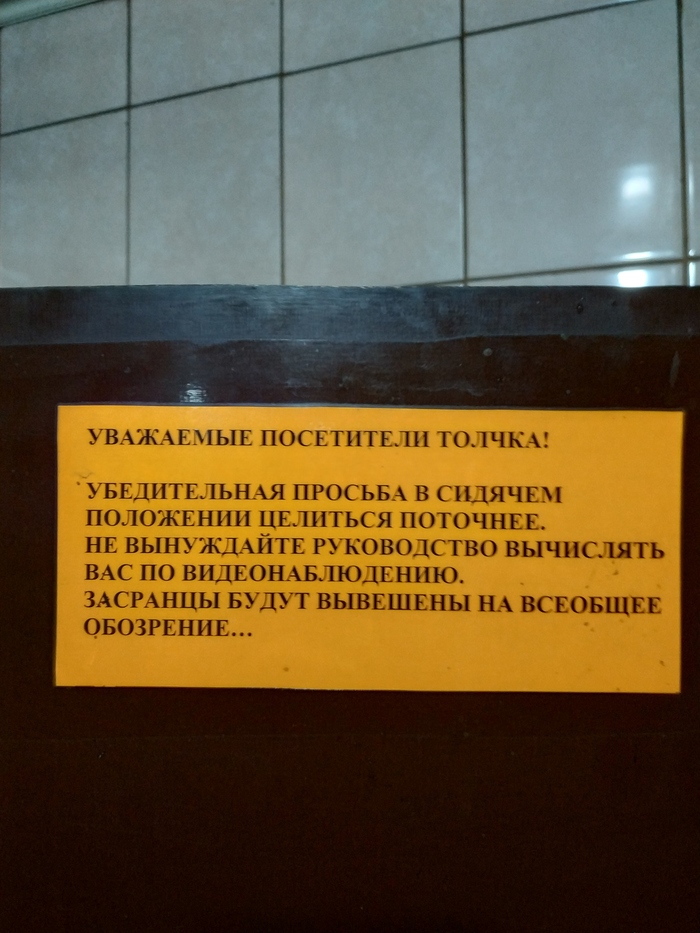 УВАЖАЕМЫЕ ПОСЕТИТЕЛИ ТОЛЧКА!
УБЕДИТЕЛЬНАЯ ПРОСЬБА В СИДЯЧЕМ
ПОЛОЖЕНИИ ЦЕЛИТЬСЯ ПОТОЧНЕЕ.
НЕ ВЫНУЖДАЙТЕ РУКОВОДСТВО ВЫЧИСЛЯТЬ
ВАС ПО ВИДЕОНАБЛЮДЕНИЮ.
ЗАСРАНЦЫ БУДУТ ВЫВЕШЕНЫ НА ВСЕОБЩЕЕ
ОБОЗРЕНИЕ...